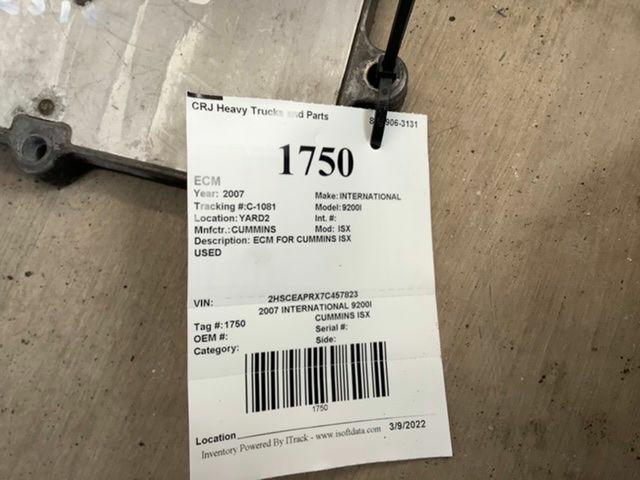 CRJ Heavy Trucks and Parts 906-3131
1750
ECM
Year: 2007 Make: INTERNATIONAL
Tracking #:C-1081 Model: 9200I
Location: YARD2 Int. #:
Mnfctr.: CUMMINS Mod: ISX
Description: ECM FOR CUMMINS ISX
USED
VIN: 2HSCEAPRX7C457823
2007 INTERNATIONAL 9200I
CUMMINS ISX
Tag #: 1750 Serial #:
OEM #: Side:
Category:
1750
Location
Inventory Powered By ITrack - www.isoftdata.com 3/9/2022